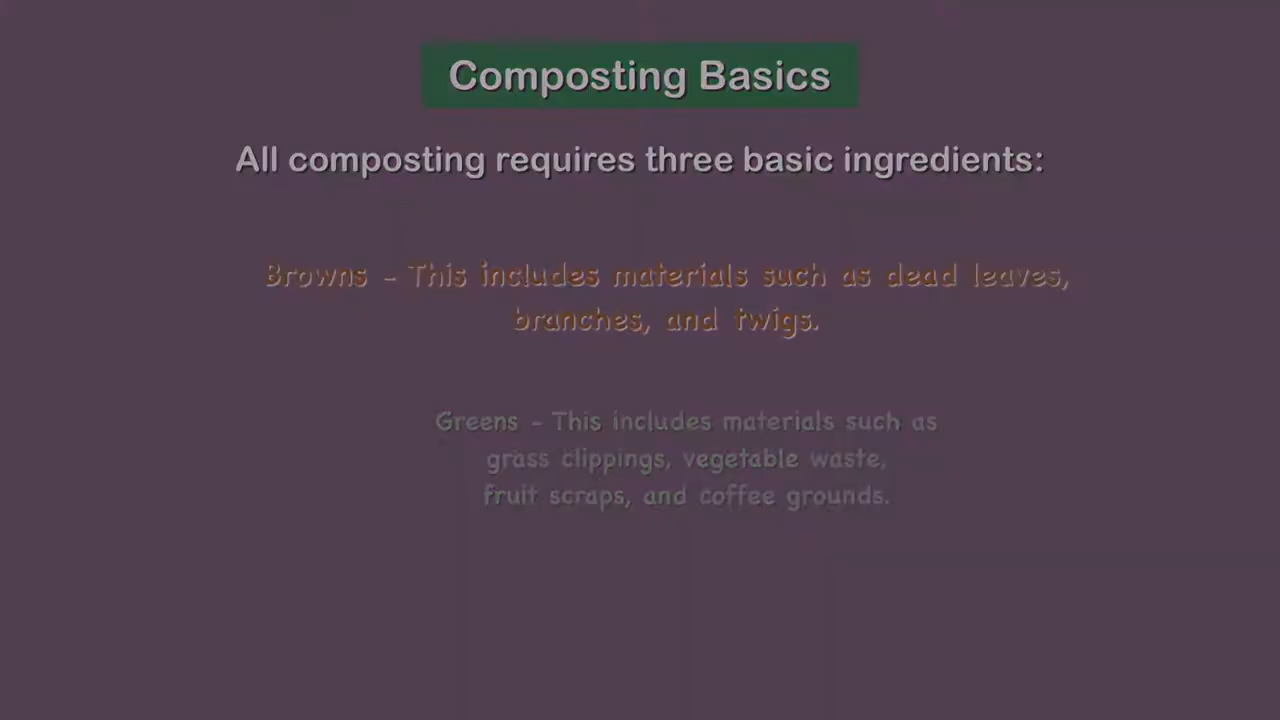 Composting Basics
All composting requires three basic ingredients:
Browns - This includes materials such as dead leaves,
branches, and twigs.
Greens - This includes materials such as
grass clippings, vegetable waste,
fruit scraps, and coffee grounds.